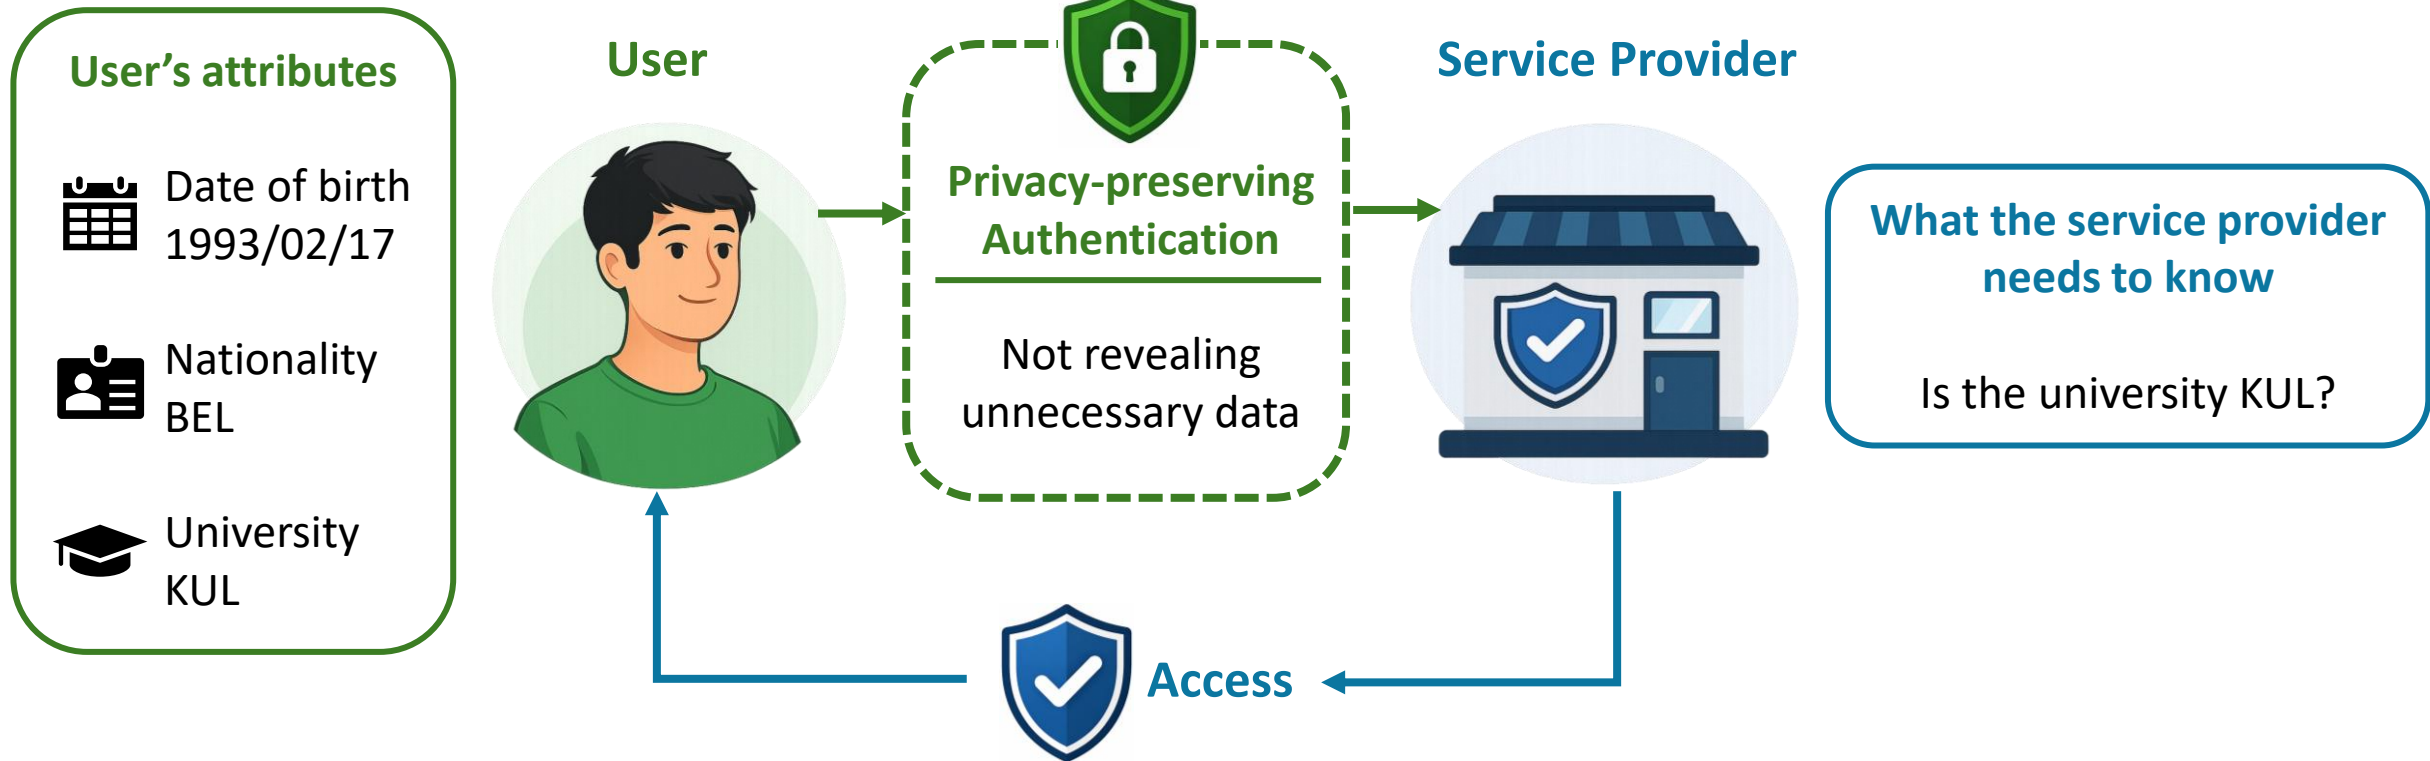 User’s attributes
Date of birth
1993/02/17
Nationality
BEL
University
KUL
User
Privacy-preserving
Authentication
Not revealing
unnecessary data
Service Provider
What the service provider
needs to know
Is the university KUL?
Access